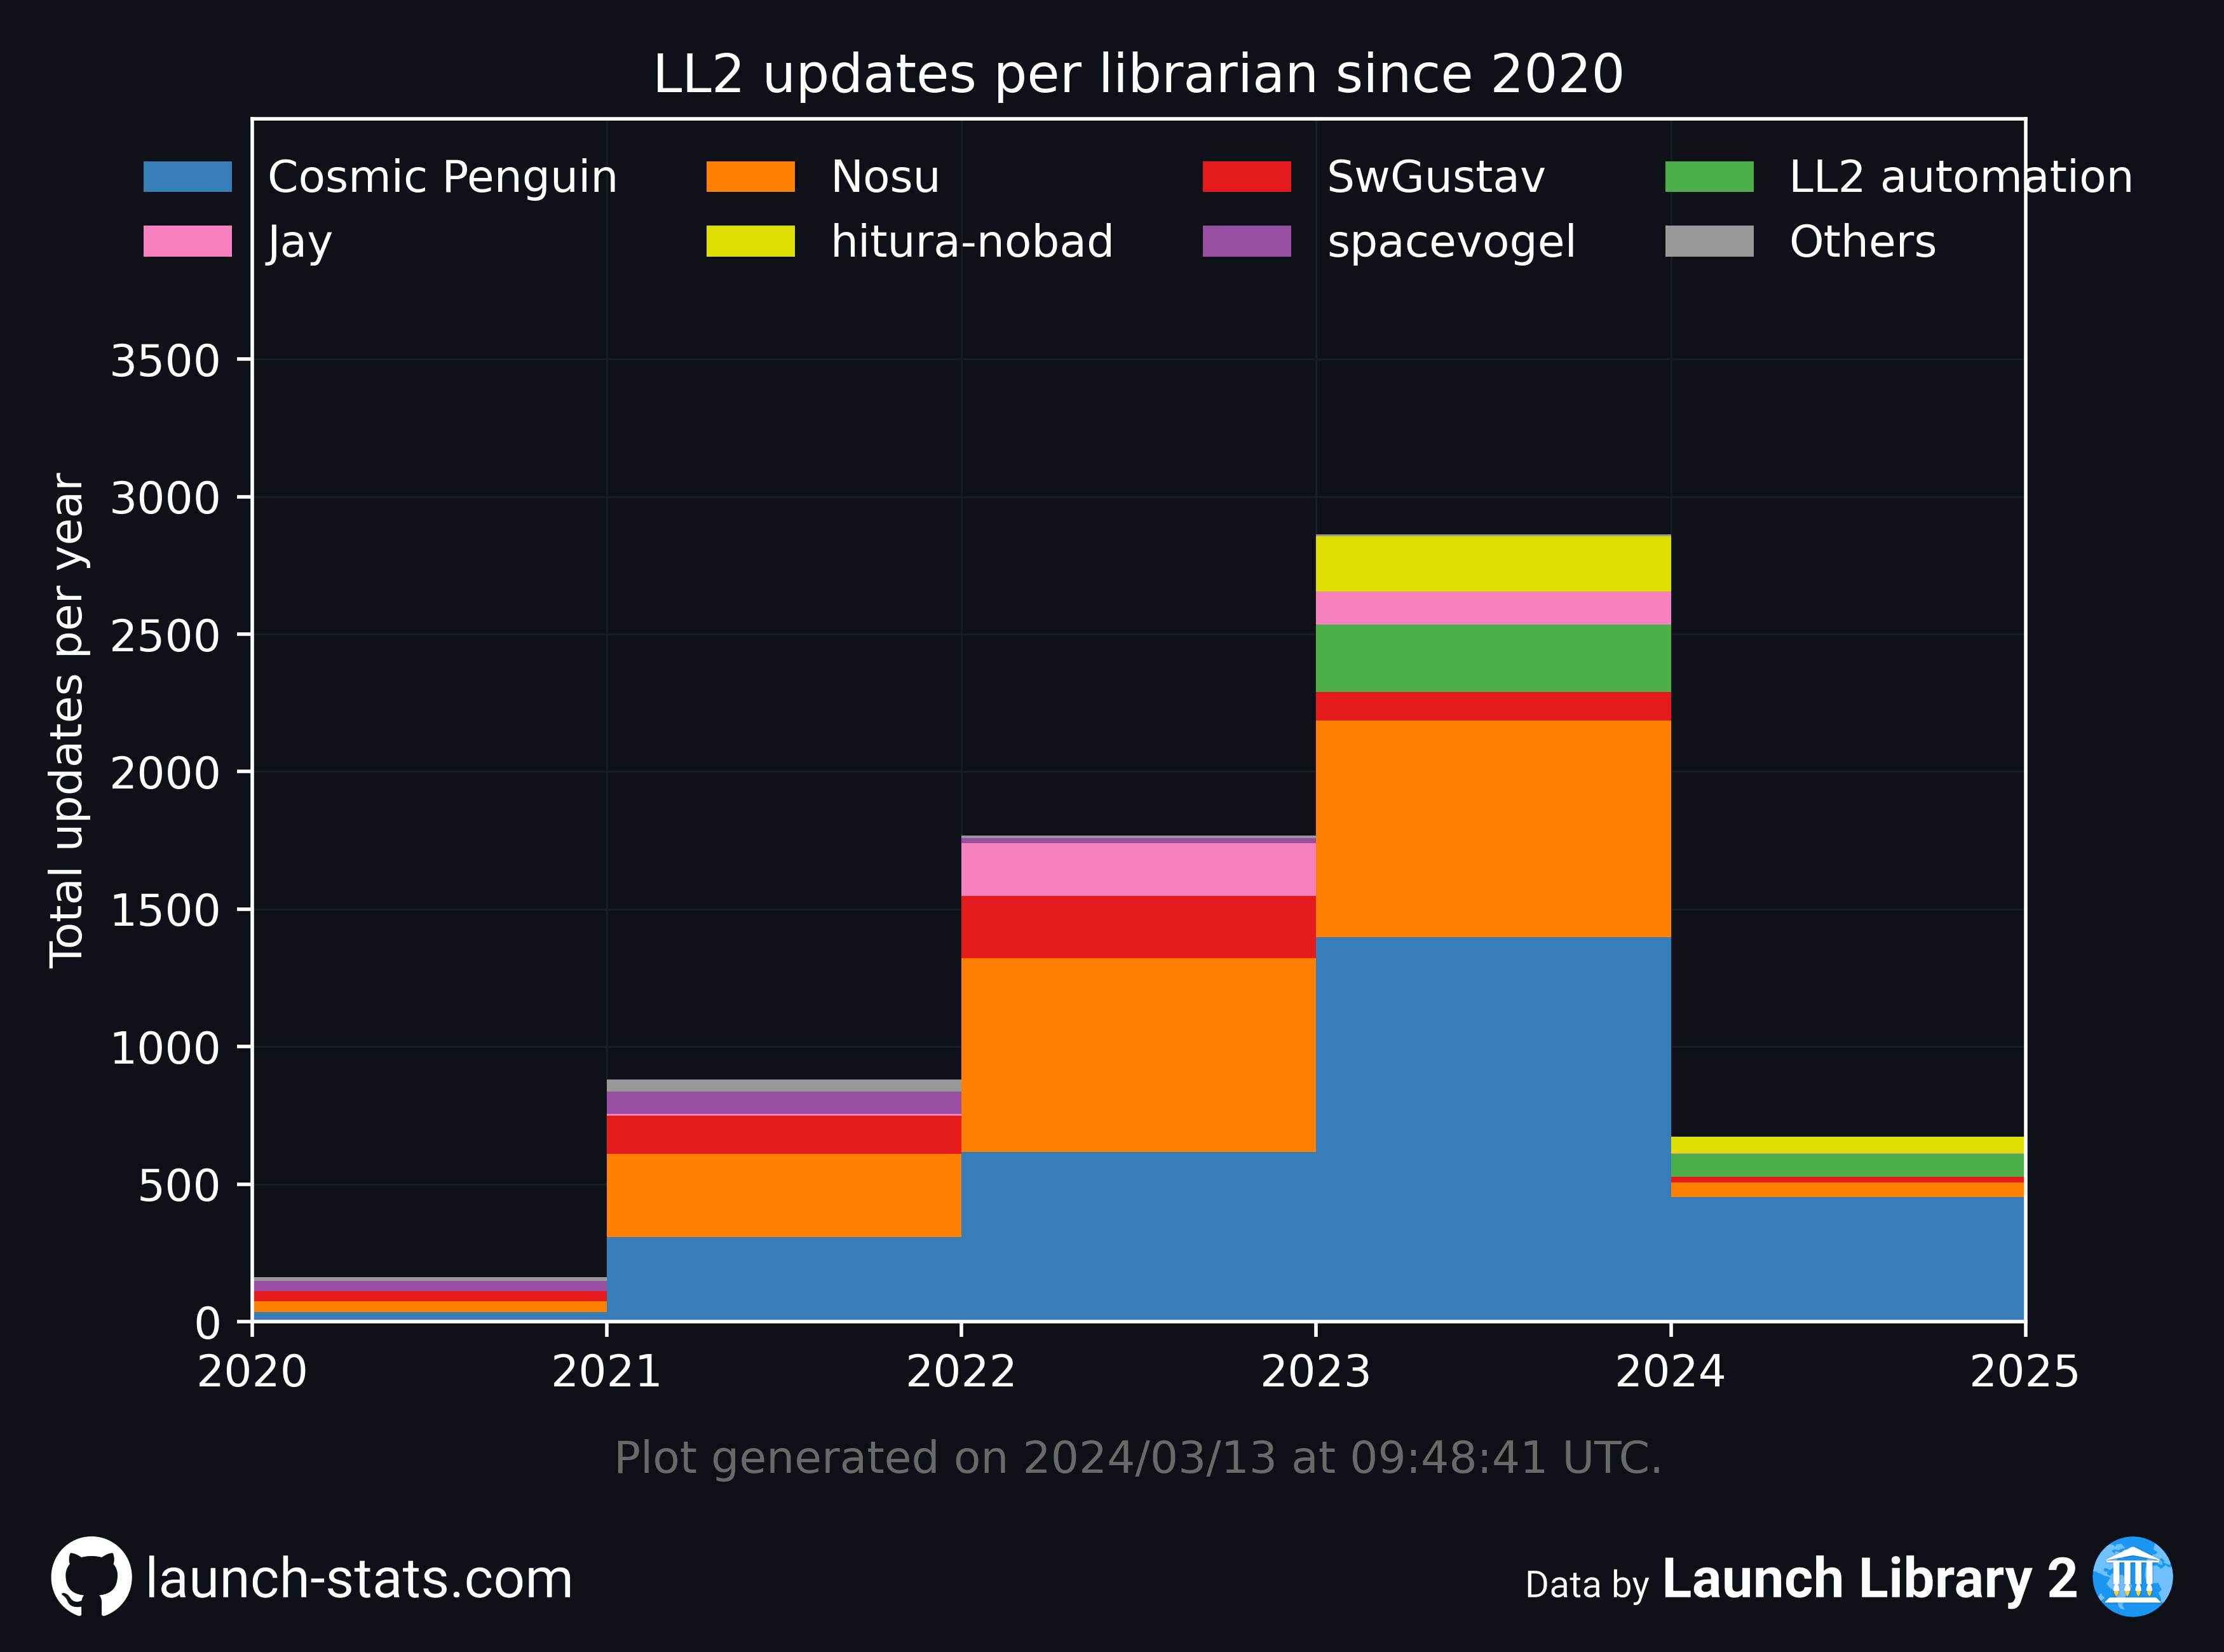 LL2 updates per librarian since 2020
Cosmic Penguin
Nosu
SwGustav
LL2 automation
Jay
hitura-nobad
spacevogel
Others
Total updates per year
3500
3000
2500
2000
1500
1000
500
0
2020 2021 2022 2023 2024 2025
Plot generated on 2024/03/13 at 09:48:41 UTC.
launch-stats.com
Data by Launch Library 2